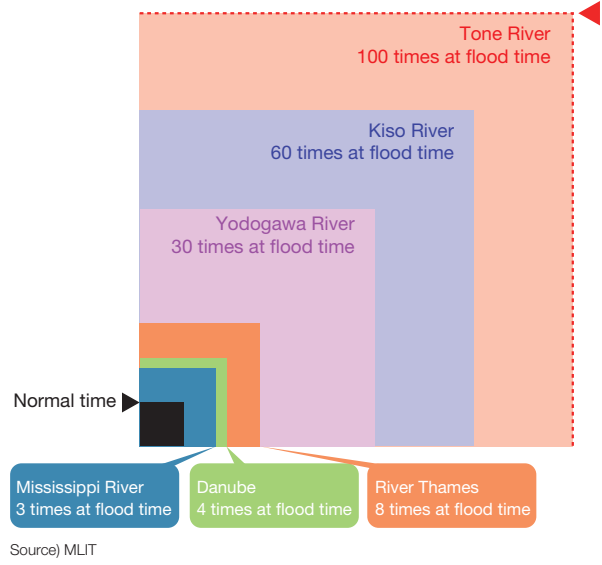 Tone River
100 times at flood time
Kiso River
60 times at flood time
Yodogawa River
30 times at flood time
Normal time
Mississippi River
3 times at flood time
Danube
4 times at flood time
River Thames
8 times at flood time
Source) MLIT